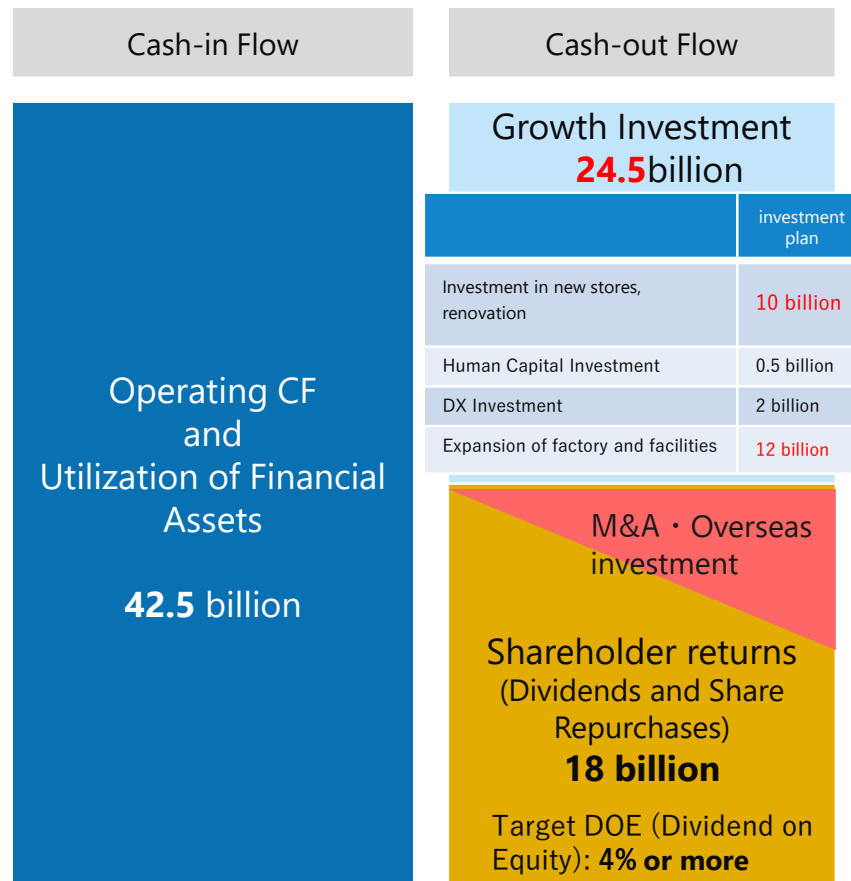 Cash-in Flow
Cash-out Flow
Operating CF
and
Utilization of Financial
Assets
42.5 billion
Growth Investment
24.5billion
investment
plan
Investment in new stores,
renovation
10 billion
Human Capital Investment
0.5 billion
DX Investment
2 billion
Expansion of factory and facilities
12 billion
M&A・Overseas
investment
Shareholder returns
(Dividends and Share
Repurchases)
18 billion
Target DOE (Dividend on
Equity): 4% or more